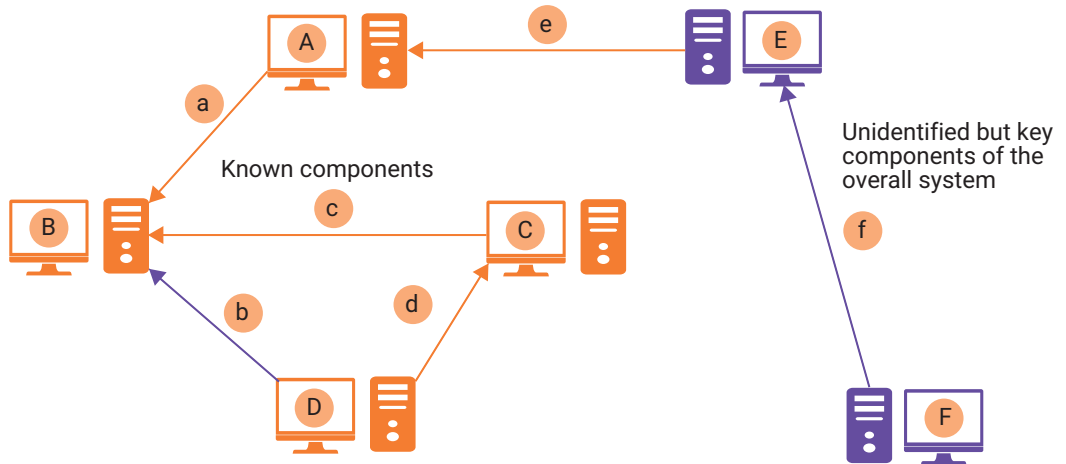 A
e
E
a
Unidentified but key
components of the
overall system
Known components
c
B
C
f
b
d
D
F